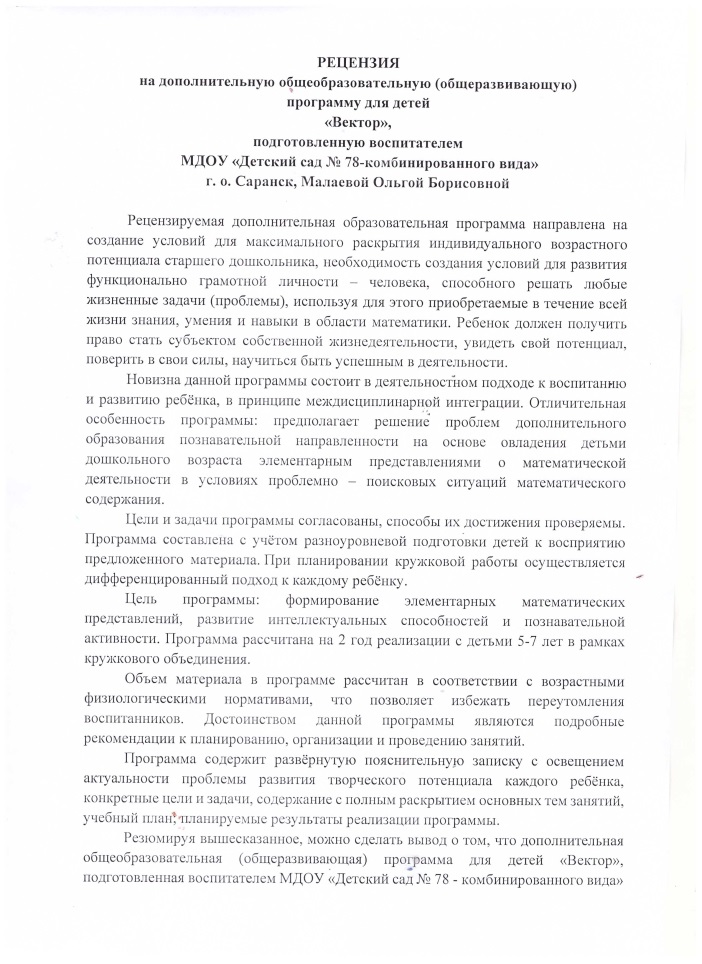 РЕЦЕНЗИЯ
на дополнительную общеобразовательную (общеразвивающую)
программу для детей
«Вектор»,
подготовленную воспитателем
МДОУ «Детский сад № 78-комбинированного вида»
г. о. Саранск, Малаевой Ольгой Борисовной
Рецензируемая дополнительная образовательная программа направлена на
создание условий для максимального раскрытия индивидуального возрастного
потенциала старшего дошкольника, необходимость создания условий для развития
функционально грамотной личности – человека, способного решать любые
жизненные задачи (проблемы), используя для этого приобретаемые в течение всей
жизни знания, умения и навыки в области математики. Ребенок должен получить
право стать субъектом собственной жизнедеятельности, увидеть свой потенциал,
поверить в свои силы, научиться быть успешным в деятельности.
Новизна данной программы состоит в деятельностном подходе к воспитанию
и развитию ребёнка, в принципе междисциплинарной интеграции. Отличительная
особенность программы: предполагает решение проблем дополнительного
образования познавательной направленности на основе овладения детьми
дошкольного возраста элементарным представлениями о математической
деятельности в условиях проблемно – поисковых ситуаций математического
содержания.
Цели и задачи программы согласованы, способы их достижения проверяемы.
Программа составлена с учётом разноуровневой подготовки детей к восприятию
предложенного материала. При планировании кружковой работы осуществляется
дифференцированный подход к каждому ребёнку.
Цель программы: формирование элементарных математических
представлений, развитие интеллектуальных способностей и познавательной
активности. Программа рассчитана на 2 год реализации с детьми 5-7 лет в рамках
кружкового объединения.
Объем материала в программе рассчитан в соответствии с возрастными
физиологическими нормативами, что позволяет избежать переутомления
воспитанников. Достоинством данной программы являются подробные
рекомендации к планированию, организации и проведению занятий.
Программа содержит развёрнутую пояснительную записку с освещением
актуальности проблемы развития творческого потенциала каждого ребёнка,
конкретные цели и задачи, содержание с полным раскрытием основных тем занятий,
учебный план, планируемые результаты реализации программы.
Резюмируя вышесказанное, можно сделать вывод о том, что дополнительная
общеобразовательная (общеразвивающая) программа для детей «Вектор»,
подготовленная воспитателем МДОУ «Детский сад № 78 - комбинированного вида»